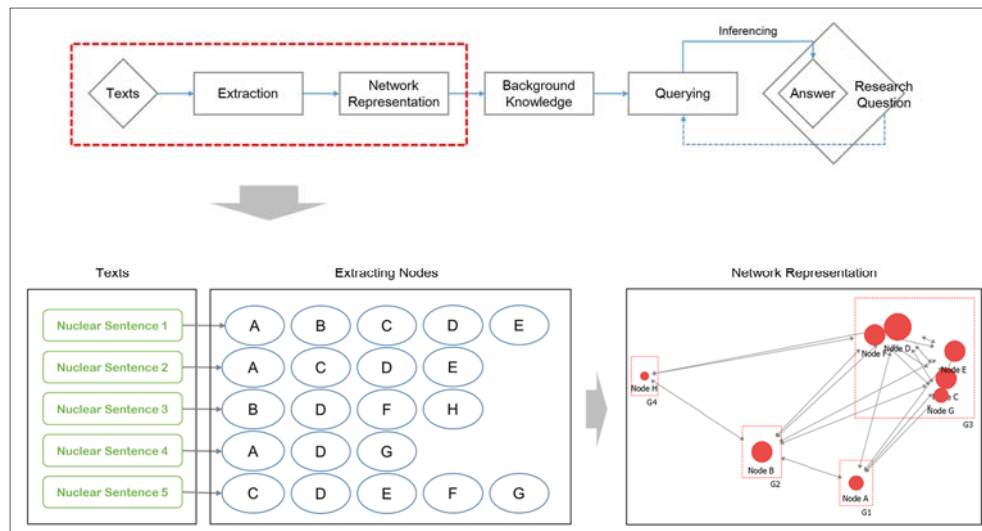 Inferencing
Texts
Extraction
Network
Representation
Background
Knowledge
Querying
Answer
Research
Question
Texts
Extracting Nodes
Network Representation
Nuclear Sentence 1
A B C D E
Nuclear Sentence 2
A C D E
Nuclear Sentence 3
B D F H
Nuclear Sentence 4
A D G
Nuclear Sentence 5
C D E F G
Node F
Node D
Node E
Node H
G4
Node C
Node G
G3
Node B
G2
Node A
G1